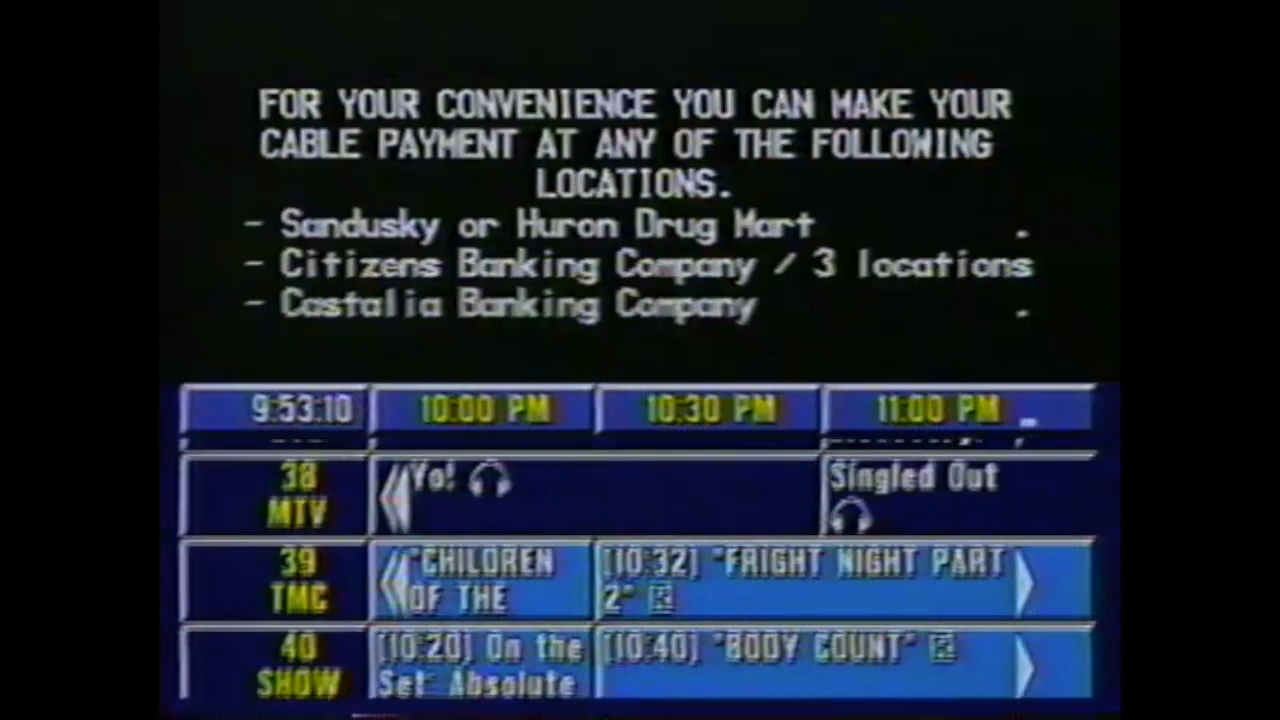 FOR YOUR CONVENIENCE YOU CAN MAKE YOUR
CABLE PAYMENT AT ANY OF THE FOLLOWING
LOCATIONS.
- Sandusky or Huron Drug Mart .
- Citizens Banking Company / 3 locations
- Castalia Banking Company .
9:53:10 10:00 PM 10:30 PM 11:00 PM
38 Yo! Singled Out
MTV
39 "CHILDREN [10:32] "FRIGHT NIGHT PART
TMC OF THE 2" R
40 [10:20] On the [10:40] "BODY COUNT" R
SHOW Set: Absolute